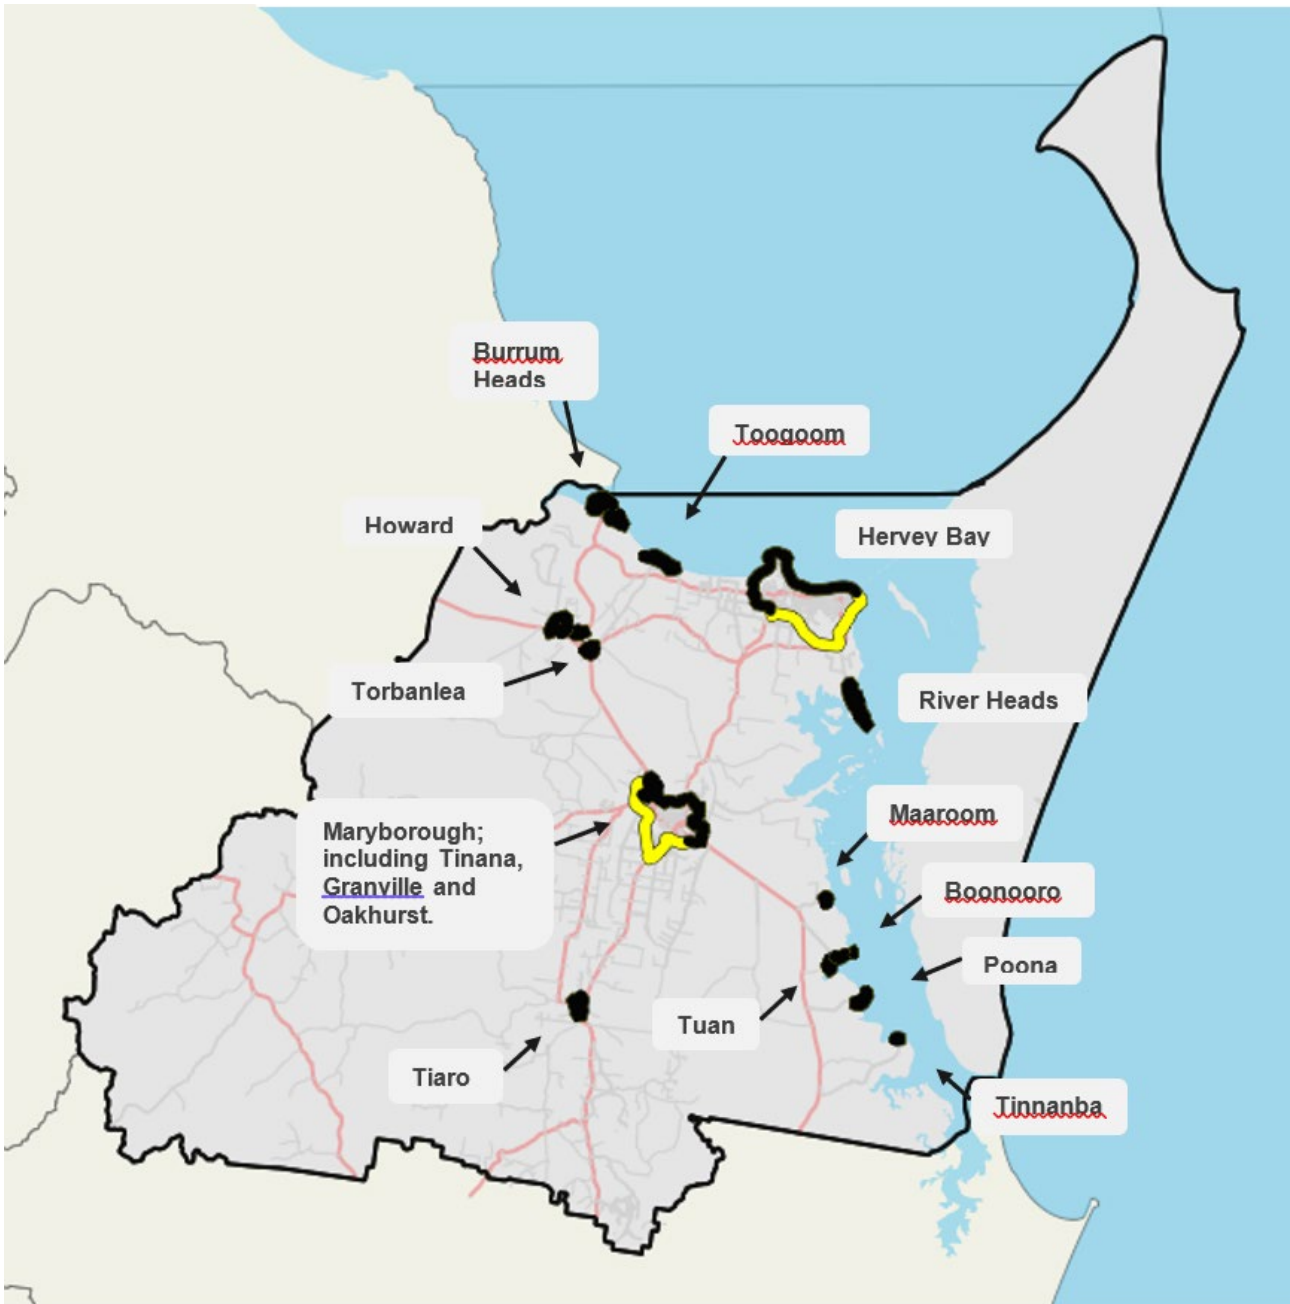 Burrum
Heads
Toogoom
Howard
Hervey Bay
Torbanlea
River Heads
Maaroom
Maryborough;
including Tinana,
Granville and
Oakhurst.
Boonooro
Poona
Tuan
Tiaro
Tinnanba